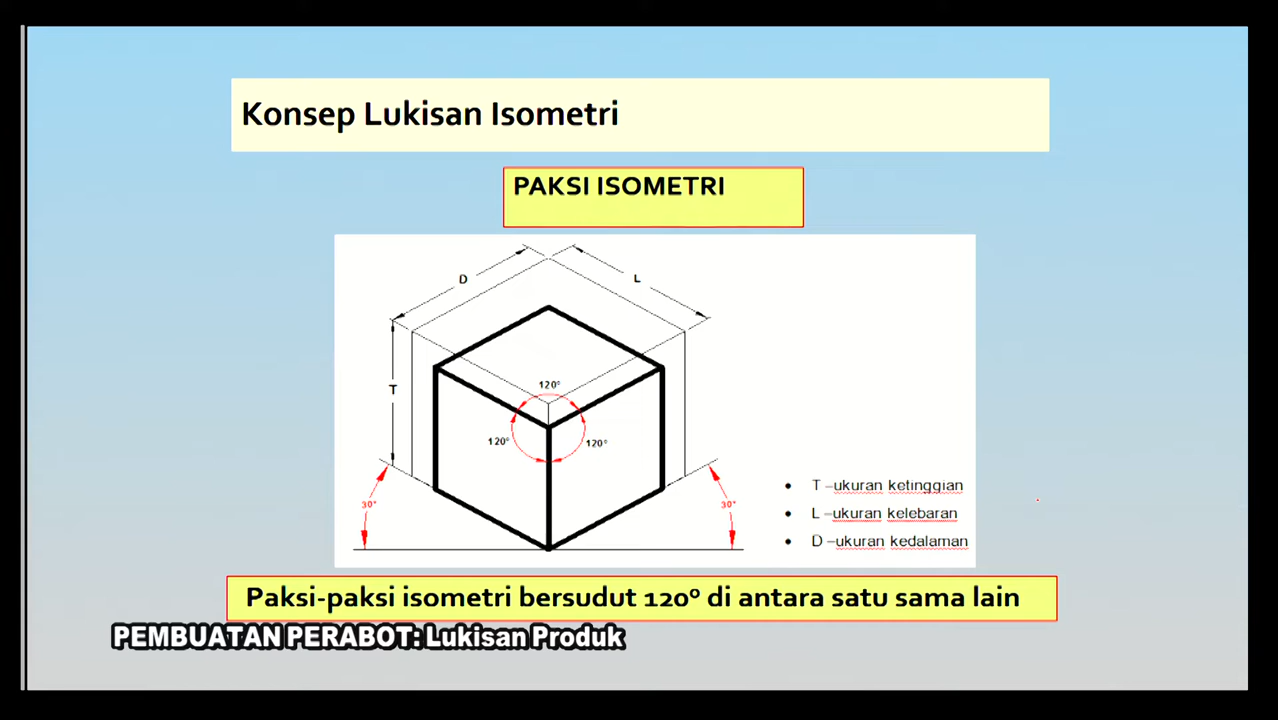 Konsep Lukisan Isometri
PAKSI ISOMETRI
D
L
T
120°
120°
120°
30°
30°
• T –ukuran ketinggian
• L –ukuran kelebaran
• D –ukuran kedalaman
Paksi-paksi isometri bersudut 120º di antara satu sama lain
PEMBUATAN PERABOT: Lukisan Produk